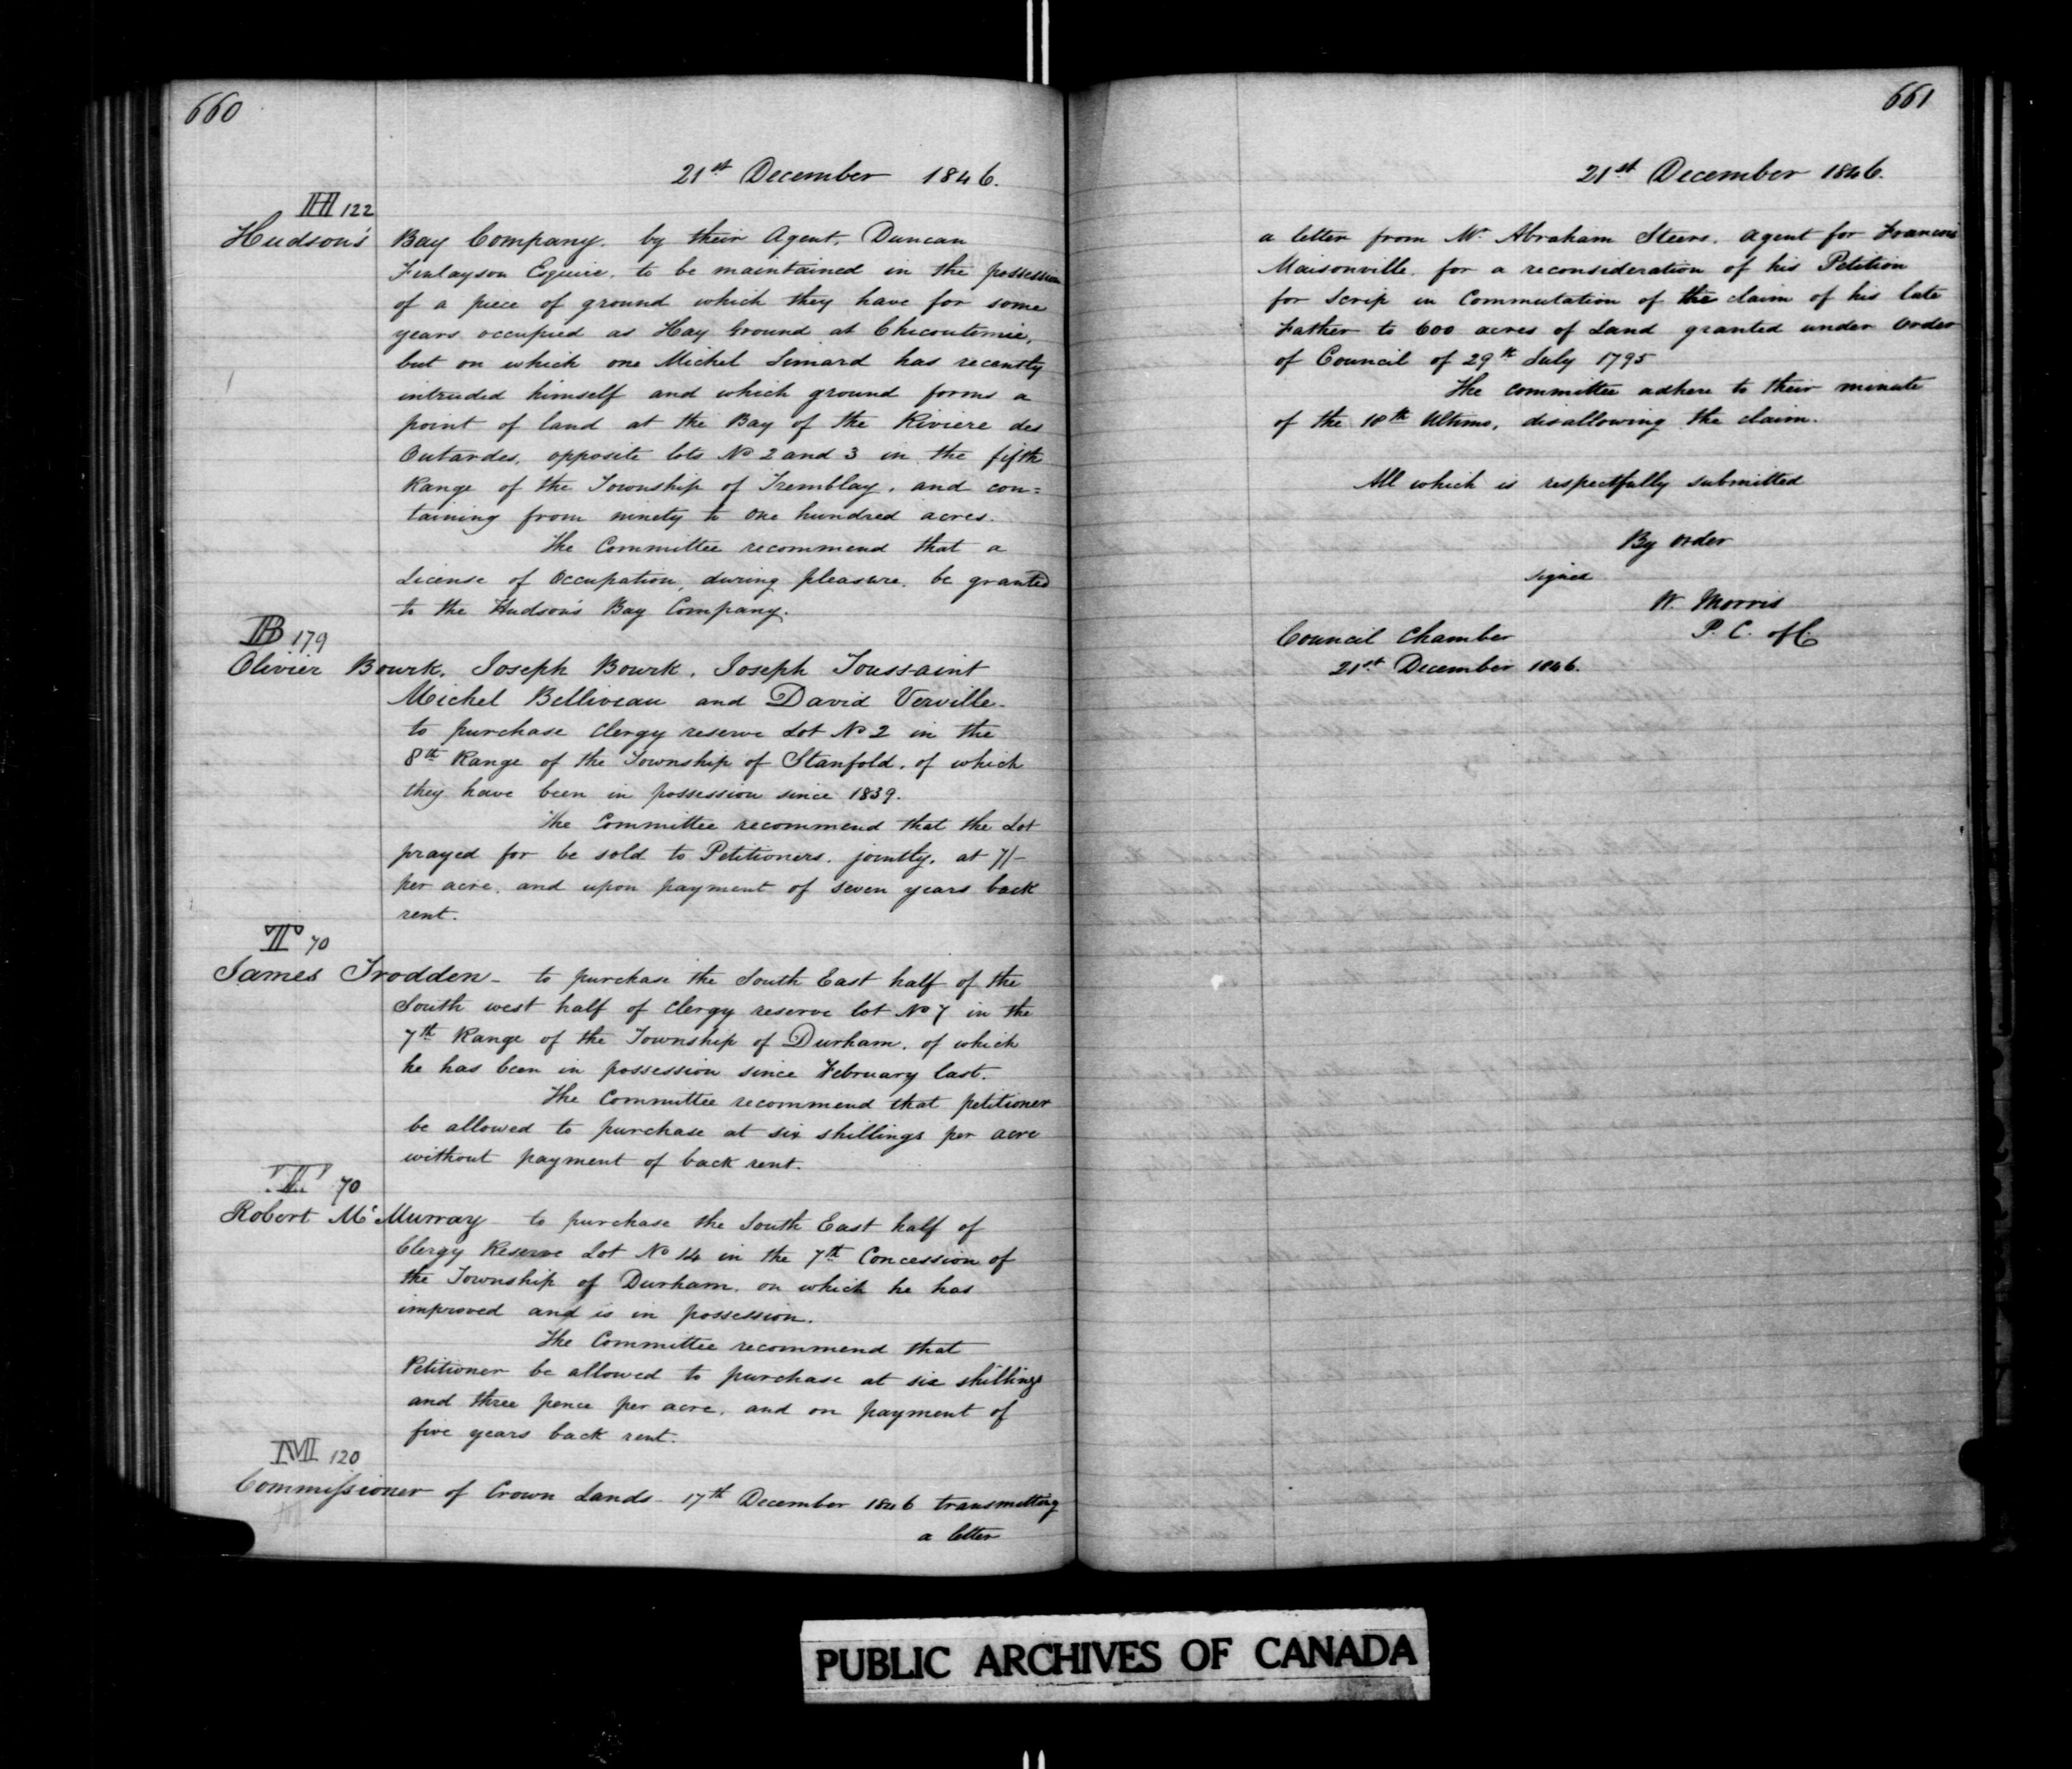 660
21st December 1846.
H 122
Hudson's Bay Company, by their Agent, Duncan
Finlayson Esquire, to be maintained in the possession
of a piece of ground which they have for some
years occupied as Hay Ground at Chicoutimie,
but on which one Michel Simard has recently
intruded himself and which ground forms a
point of land at the Bay of the Riviere des
Outardes, opposite lots No 2 and 3 in the fifth
Range of the Township of Tremblay, and con=
taining from ninety to one hundred acres.
The Committee recommend that a
License of Occupation, during pleasure, be granted
to the Hudson's Bay Company.
B 179
Olivier Bourk, Joseph Bourk, Joseph Toussaint
Michel Belliveau and David Verville-
to purchase Clergy reserve Lot No 2 in the
8th Range of the Township of Stanfold, of which
they have been in possession since 1839.
The Committee recommend that the Lot
prayed for be sold to Petitioners, jointly, at 7/-
per acre, and upon payment of seven years back
rent.
T 70
James Trodden- to purchase the South East half of the
South west half of Clergy reserve lot No 7 in the
7th Range of the Township of Durham, of which
he has been in possession since February last.
The Committee recommend that petitioner
be allowed to purchase at six shillings per acre
without payment of back rent.
T 70
Robert McMurray to purchase the South East half of
Clergy Reserve Lot No 14 in the 7th Concession of
the Township of Durham, on which he has
improved and is in possession.
The Committee recommend that
Petitioner be allowed to purchase at six shillings
and three pence per acre, and on payment of
five years back rent.
M 120
Commissioner of Crown Lands- 17th December 1846 transmitting
a letter
661
21st December 1846.
a letter from Mr Abraham Steers, Agent for Francois
Maisonville, for a reconsideration of his Petition
for Scrip in Commutation of the claim of his late
Father to 600 acres of Land granted under Order
of Council of 29th July 1795
The Committee adhere to their minute
of the 18th Ultimo, disallowing the claim.
All which is respectfully submitted
By order
signed
W. Morris
P. C. of C.
Council Chamber
21st December 1846.
PUBLIC ARCHIVES OF CANADA